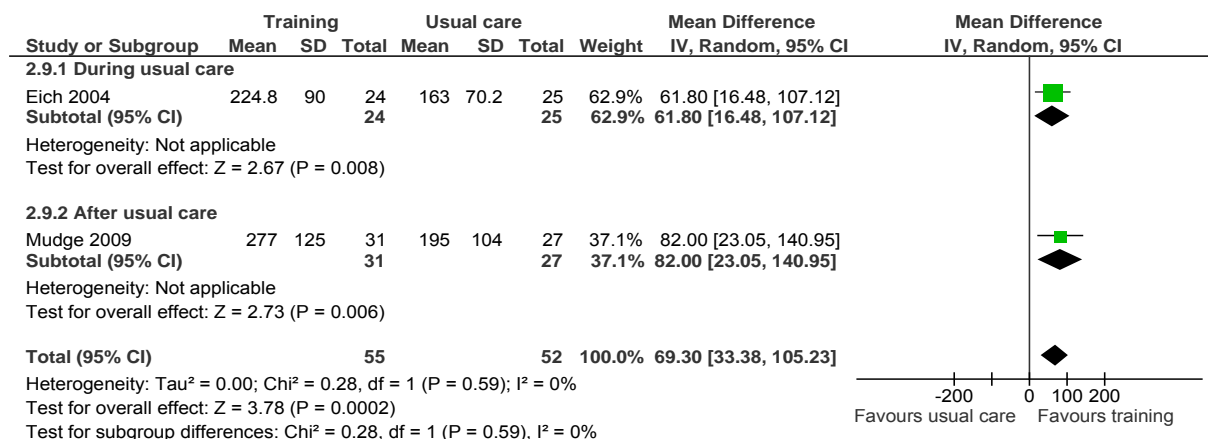 Training Usual care Mean Difference Mean Difference
Study or Subgroup Mean SD Total Mean SD Total Weight IV, Random, 95% CI IV, Random, 95% CI
2.9.1 During usual care
Eich 2004 224.8 90 24 163 70.2 25 62.9% 61.80 [16.48, 107.12]
Subtotal (95% CI) 24 25 62.9% 61.80 [16.48, 107.12]
Heterogeneity: Not applicable
Test for overall effect: Z = 2.67 (P = 0.008)
2.9.2 After usual care
Mudge 2009 277 125 31 195 104 27 37.1% 82.00 [23.05, 140.95]
Subtotal (95% CI) 31 27 37.1% 82.00 [23.05, 140.95]
Heterogeneity: Not applicable
Test for overall effect: Z = 2.73 (P = 0.006)
Total (95% CI) 55 52 100.0% 69.30 [33.38, 105.23]
Heterogeneity: Tau² = 0.00; Chi² = 0.28, df = 1 (P = 0.59); I² = 0%
Test for overall effect: Z = 3.78 (P = 0.0002)
Test for subgroup differences: Chi² = 0.28, df = 1 (P = 0.59), I² = 0%
-200 0 100 200
Favours usual care Favours training